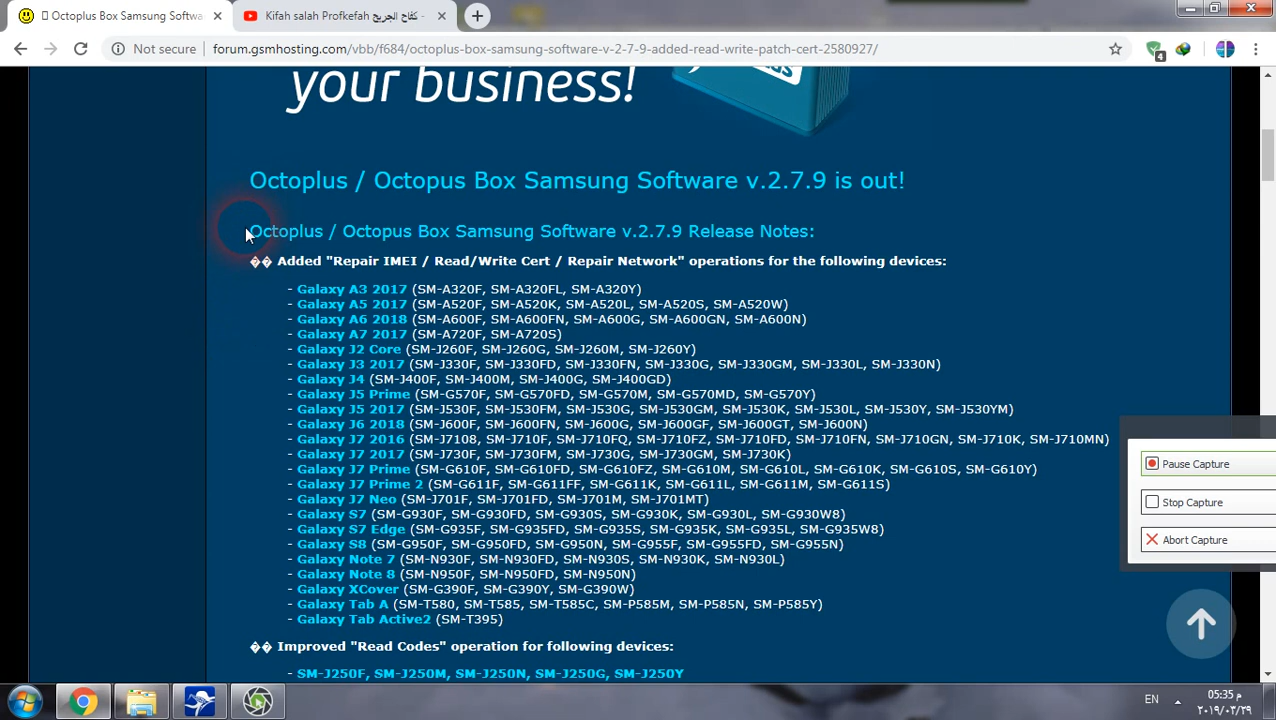 Octoplus Box Samsung Softwa
Kifah salah Profkefah كفاح الجريح -
Not secure
forum.gsmhosting.com/vbb/f684/octoplus-box-samsung-software-v-2-7-9-added-read-write-patch-cert-2580927/
4
your business!
Octoplus / Octopus Box Samsung Software v.2.7.9 is out!
Octoplus / Octopus Box Samsung Software v.2.7.9 Release Notes:
�� Added "Repair IMEI / Read/Write Cert / Repair Network" operations for the following devices:
- Galaxy A3 2017 (SM-A320F, SM-A320FL, SM-A320Y)
- Galaxy A5 2017 (SM-A520F, SM-A520K, SM-A520L, SM-A520S, SM-A520W)
- Galaxy A6 2018 (SM-A600F, SM-A600FN, SM-A600G, SM-A600GN, SM-A600N)
- Galaxy A7 2017 (SM-A720F, SM-A720S)
- Galaxy J2 Core (SM-J260F, SM-J260G, SM-J260M, SM-J260Y)
- Galaxy J3 2017 (SM-J330F, SM-J330FD, SM-J330FN, SM-J330G, SM-J330GM, SM-J330L, SM-J330N)
- Galaxy J4 (SM-J400F, SM-J400M, SM-J400G, SM-J400GD)
- Galaxy J5 Prime (SM-G570F, SM-G570FD, SM-G570M, SM-G570MD, SM-G570Y)
- Galaxy J5 2017 (SM-J530F, SM-J530FM, SM-J530G, SM-J530GM, SM-J530K, SM-J530L, SM-J530Y, SM-J530YM)
- Galaxy J6 2018 (SM-J600F, SM-J600FN, SM-J600G, SM-J600GF, SM-J600GT, SM-J600N)
- Galaxy J7 2016 (SM-J7108, SM-J710F, SM-J710FQ, SM-J710FZ, SM-J710FD, SM-J710FN, SM-J710GN, SM-J710K, SM-J710MN)
- Galaxy J7 2017 (SM-J730F, SM-J730FM, SM-J730G, SM-J730GM, SM-J730K)
- Galaxy J7 Prime (SM-G610F, SM-G610FD, SM-G610FZ, SM-G610M, SM-G610L, SM-G610K, SM-G610S, SM-G610Y)
- Galaxy J7 Prime 2 (SM-G611F, SM-G611FF, SM-G611K, SM-G611L, SM-G611M, SM-G611S)
- Galaxy J7 Neo (SM-J701F, SM-J701FD, SM-J701M, SM-J701MT)
- Galaxy S7 (SM-G930F, SM-G930FD, SM-G930S, SM-G930K, SM-G930L, SM-G930W8)
- Galaxy S7 Edge (SM-G935F, SM-G935FD, SM-G935S, SM-G935K, SM-G935L, SM-G935W8)
- Galaxy S8 (SM-G950F, SM-G950FD, SM-G950N, SM-G955F, SM-G955FD, SM-G955N)
- Galaxy Note 7 (SM-N930F, SM-N930FD, SM-N930S, SM-N930K, SM-N930L)
- Galaxy Note 8 (SM-N950F, SM-N950FD, SM-N950N)
- Galaxy XCover (SM-G390F, SM-G390Y, SM-G390W)
- Galaxy Tab A (SM-T580, SM-T585, SM-T585C, SM-P585M, SM-P585N, SM-P585Y)
- Galaxy Tab Active2 (SM-T395)
�� Improved "Read Codes" operation for following devices:
- SM-J250F, SM-J250M, SM-J250N, SM-J250G, SM-J250Y
Pause Capture
Stop Capture
Abort Capture
EN
05:35 م
٢٠١٩/٠٣/٢٩